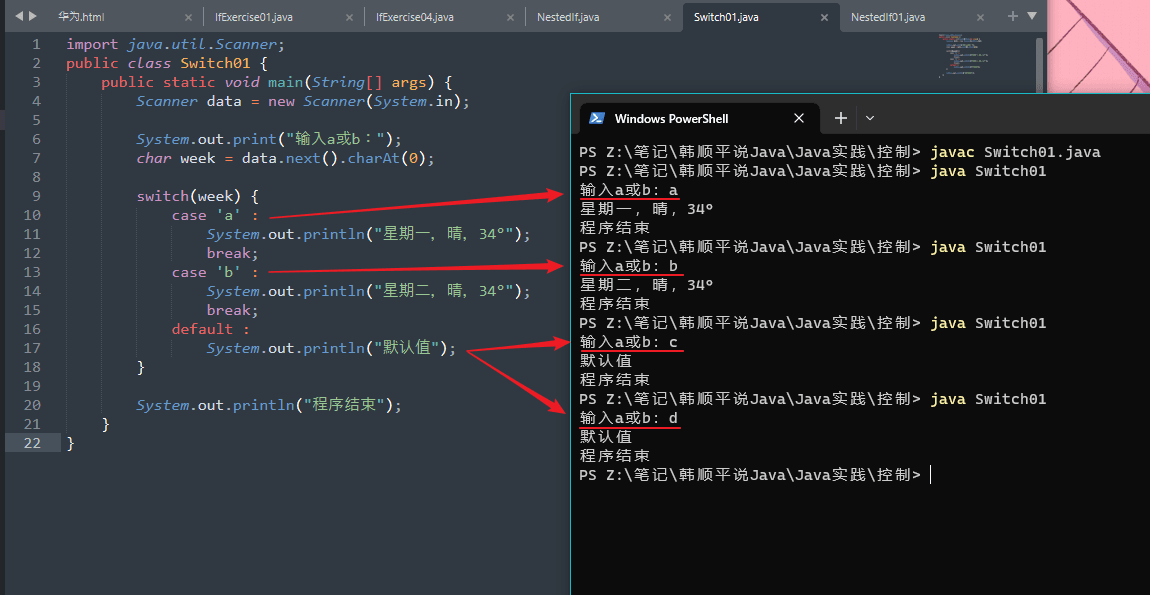 华为.html IfExercise01.java IfExercise04.java NestedIf.java Switch01.java NestedIf01.java
1 import java.util.Scanner;
2 public class Switch01 {
3 public static void main(String[] args) {
4 Scanner data = new Scanner(System.in);
5
6 System.out.print("输入a或b：");
7 char week = data.next().charAt(0);
8
9 switch(week) {
10 case 'a' :
11 System.out.println("星期一，晴，34°");
12 break;
13 case 'b' :
14 System.out.println("星期二，晴，34°");
15 break;
16 default :
17 System.out.println("默认值");
18 }
19
20 System.out.println("程序结束");
21 }
22 }
Windows PowerShell
PS Z:\笔记\韩顺平说Java\Java实践\控制> javac Switch01.java
PS Z:\笔记\韩顺平说Java\Java实践\控制> java Switch01
输入a或b：a
星期一，晴，34°
程序结束
PS Z:\笔记\韩顺平说Java\Java实践\控制> java Switch01
输入a或b：b
星期二，晴，34°
程序结束
PS Z:\笔记\韩顺平说Java\Java实践\控制> java Switch01
输入a或b：c
默认值
程序结束
PS Z:\笔记\韩顺平说Java\Java实践\控制> java Switch01
输入a或b：d
默认值
程序结束
PS Z:\笔记\韩顺平说Java\Java实践\控制>